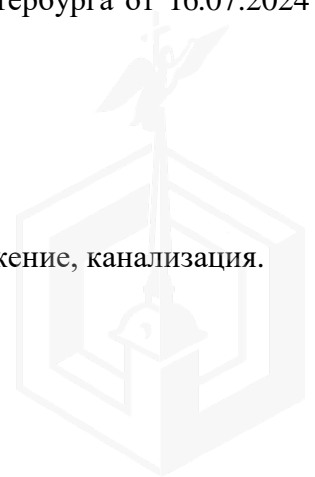 тербурга от 16.07.2024
жение, канализация.